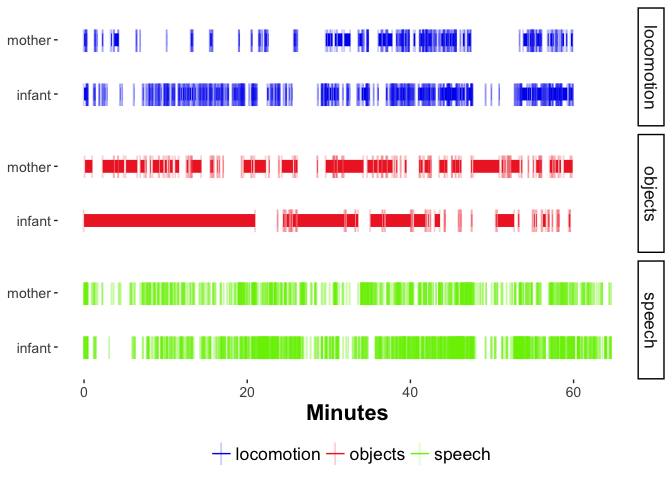 mother
infant
locomotion
mother
infant
objects
mother
infant
speech
0 20 40 60
Minutes
locomotion objects speech